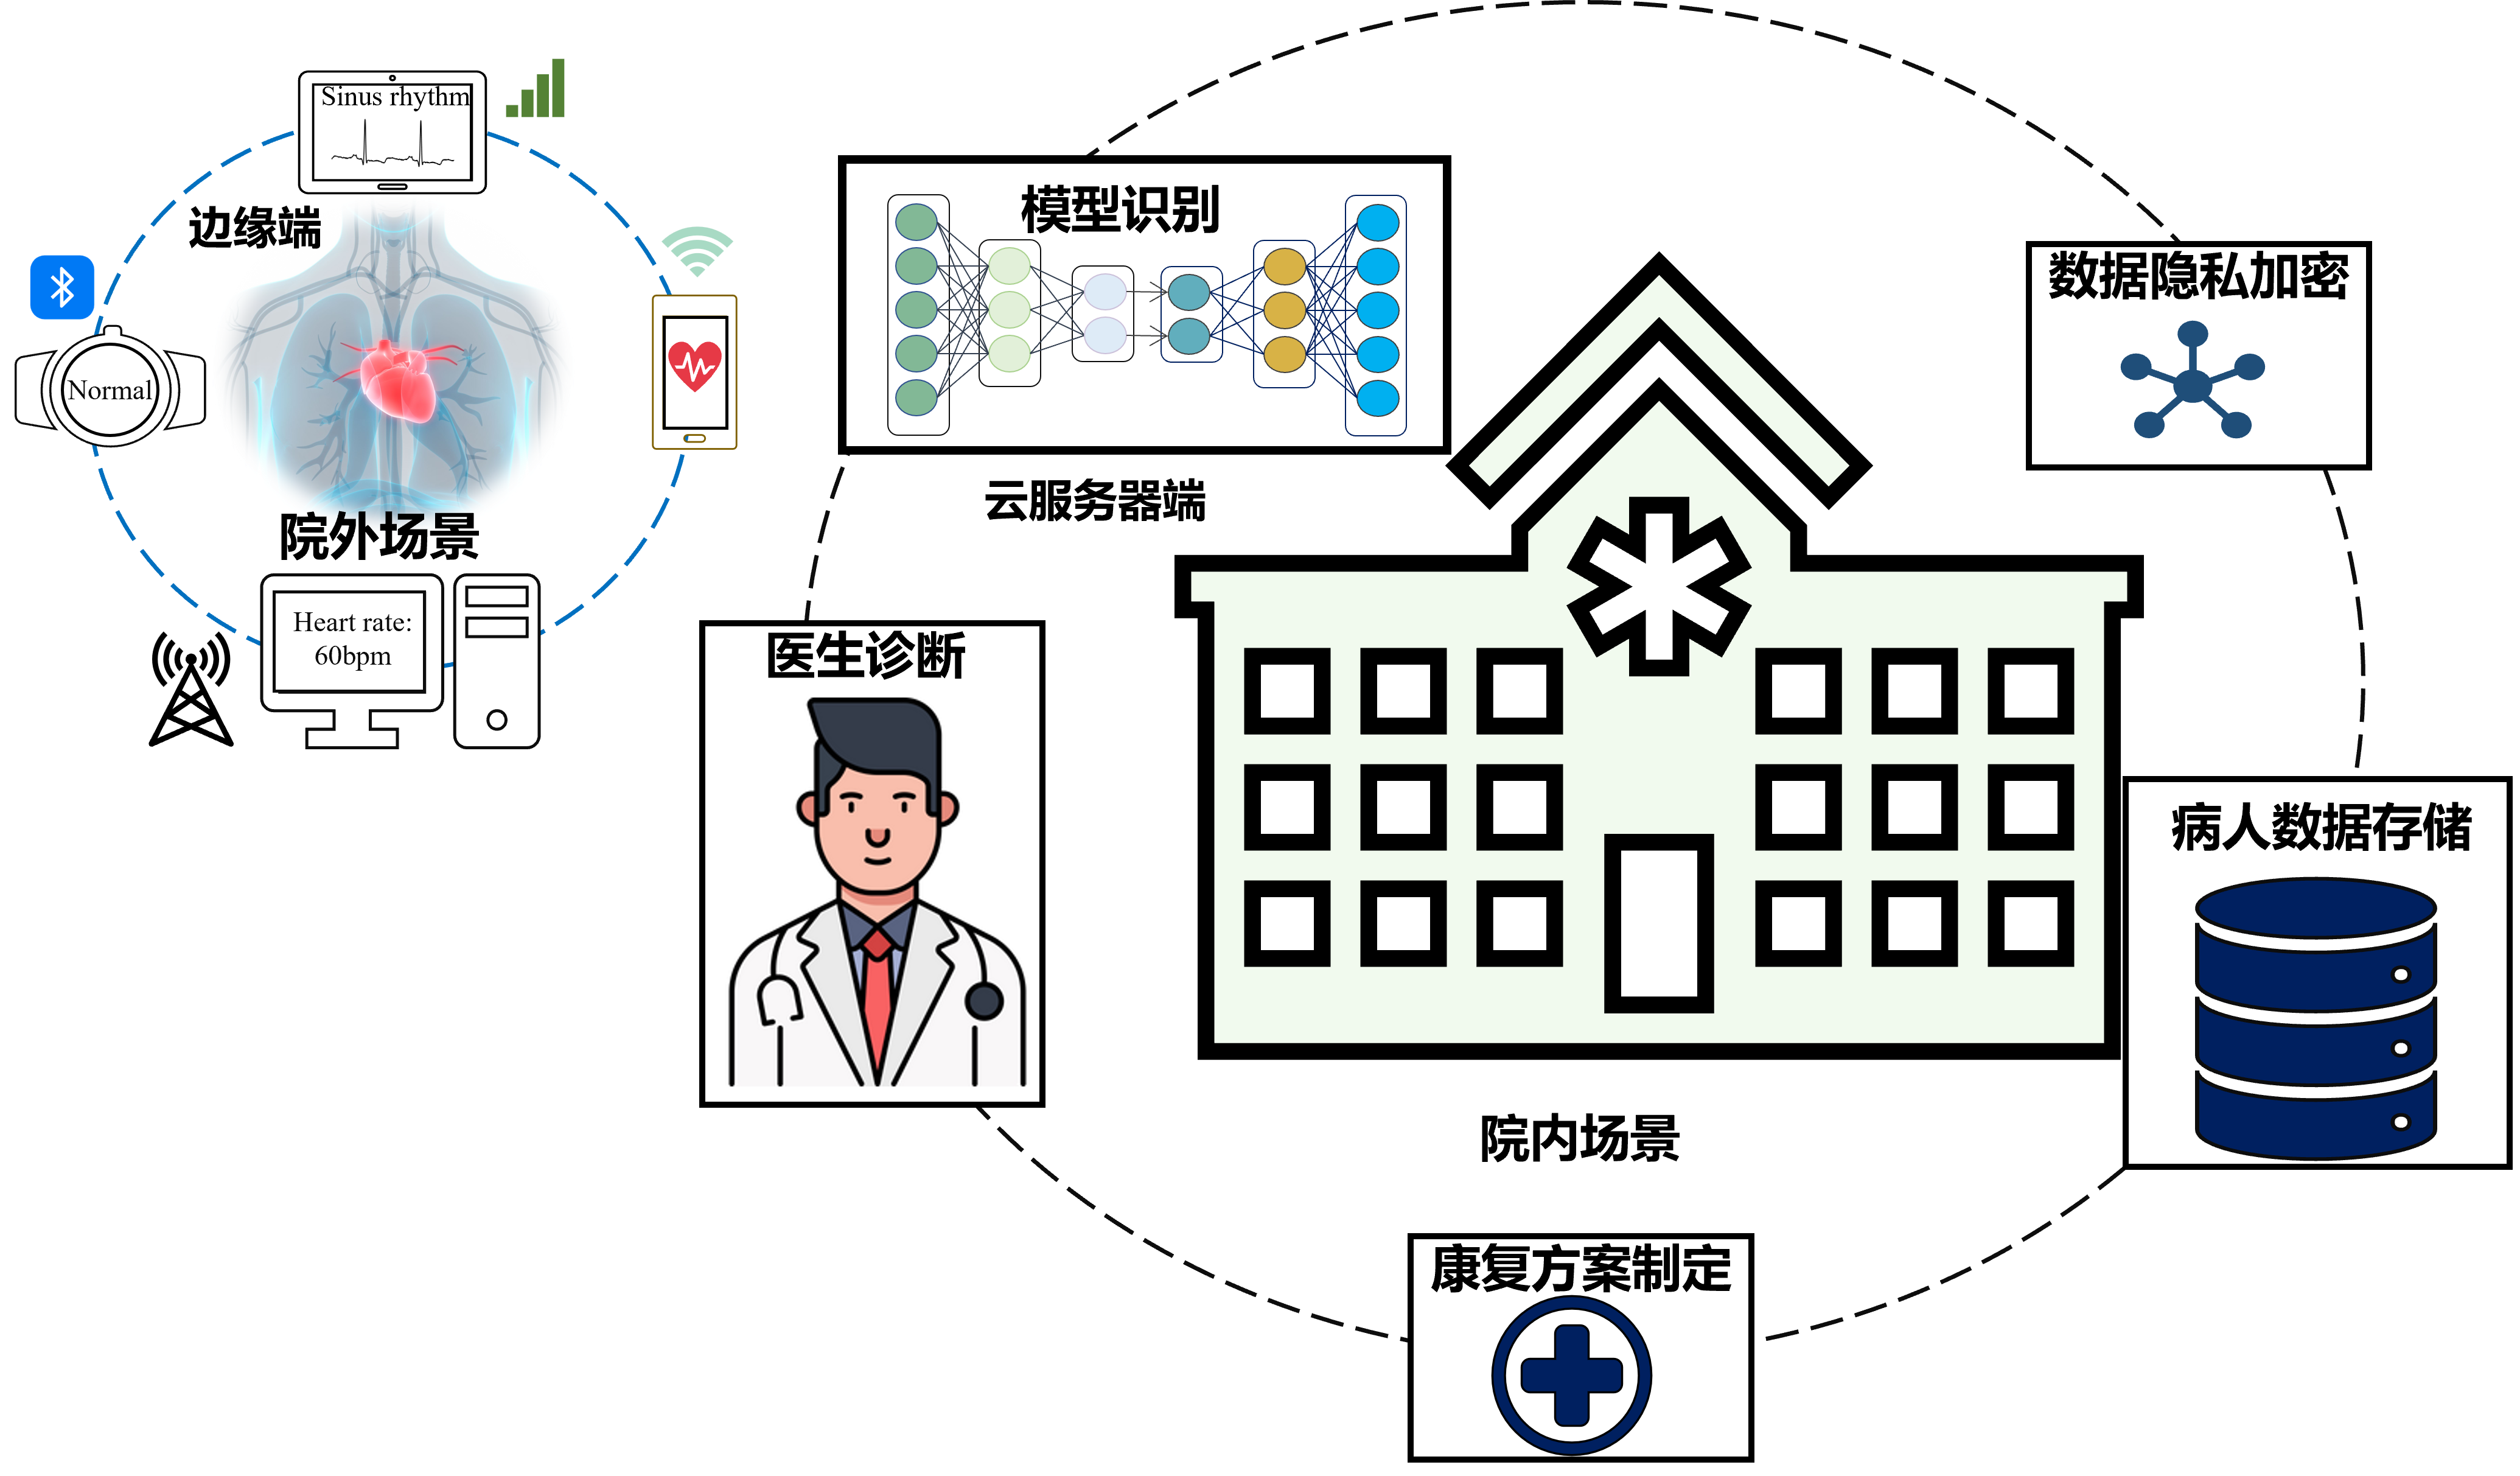 Sinus rhythm
边缘端
Normal
院外场景
Heart rate:
60bpm
模型识别
云服务器端
数据隐私加密
医生诊断
病人数据存储
院内场景
康复方案制定